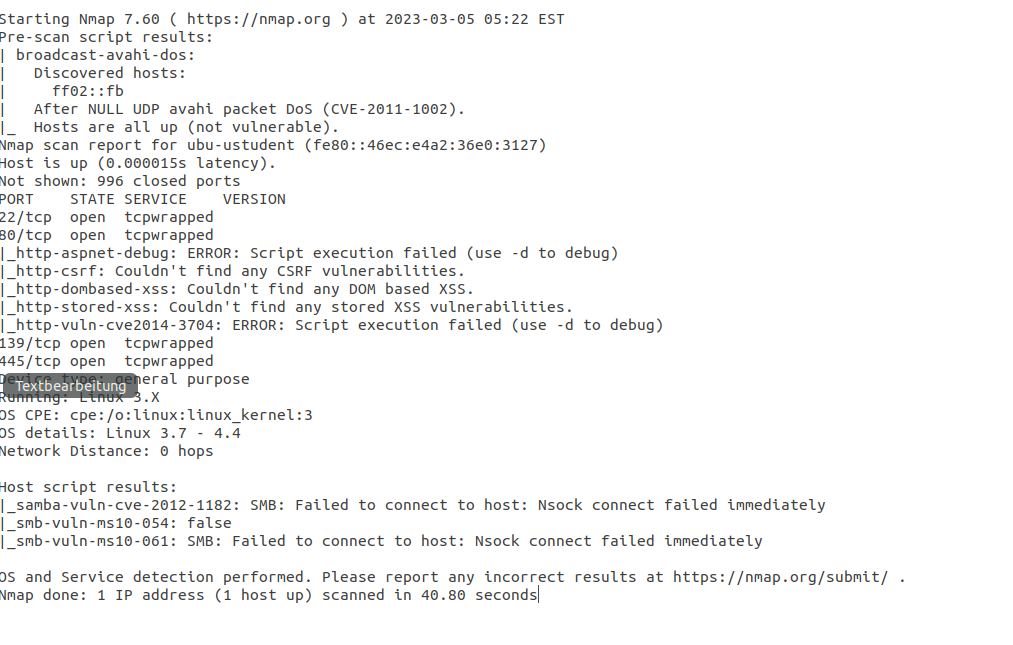 Starting Nmap 7.60 ( https://nmap.org ) at 2023-03-05 05:22 EST
Pre-scan script results:
| broadcast-avahi-dos:
|   Discovered hosts:
|     ff02::fb
|   After NULL UDP avahi packet DoS (CVE-2011-1002).
|_  Hosts are all up (not vulnerable).
Nmap scan report for ubu-ustudent (fe80::46ec:e4a2:36e0:3127)
Host is up (0.000015s latency).
Not shown: 996 closed ports
PORT    STATE SERVICE    VERSION
22/tcp  open  tcpwrapped
80/tcp  open  tcpwrapped
|_http-aspnet-debug: ERROR: Script execution failed (use -d to debug)
|_http-csrf: Couldn't find any CSRF vulnerabilities.
|_http-dombased-xss: Couldn't find any DOM based XSS.
|_http-stored-xss: Couldn't find any stored XSS vulnerabilities.
|_http-vuln-cve2014-3704: ERROR: Script execution failed (use -d to debug)
139/tcp open  tcpwrapped
445/tcp open  tcpwrapped
Device type: general purpose
Textbearbeitung
Running: Linux 3.X
OS CPE: cpe:/o:linux:linux_kernel:3
OS details: Linux 3.7 - 4.4
Network Distance: 0 hops

Host script results:
|_samba-vuln-cve-2012-1182: SMB: Failed to connect to host: Nsock connect failed immediately
|_smb-vuln-ms10-054: false
|_smb-vuln-ms10-061: SMB: Failed to connect to host: Nsock connect failed immediately

OS and Service detection performed. Please report any incorrect results at https://nmap.org/submit/ .
Nmap done: 1 IP address (1 host up) scanned in 40.80 seconds